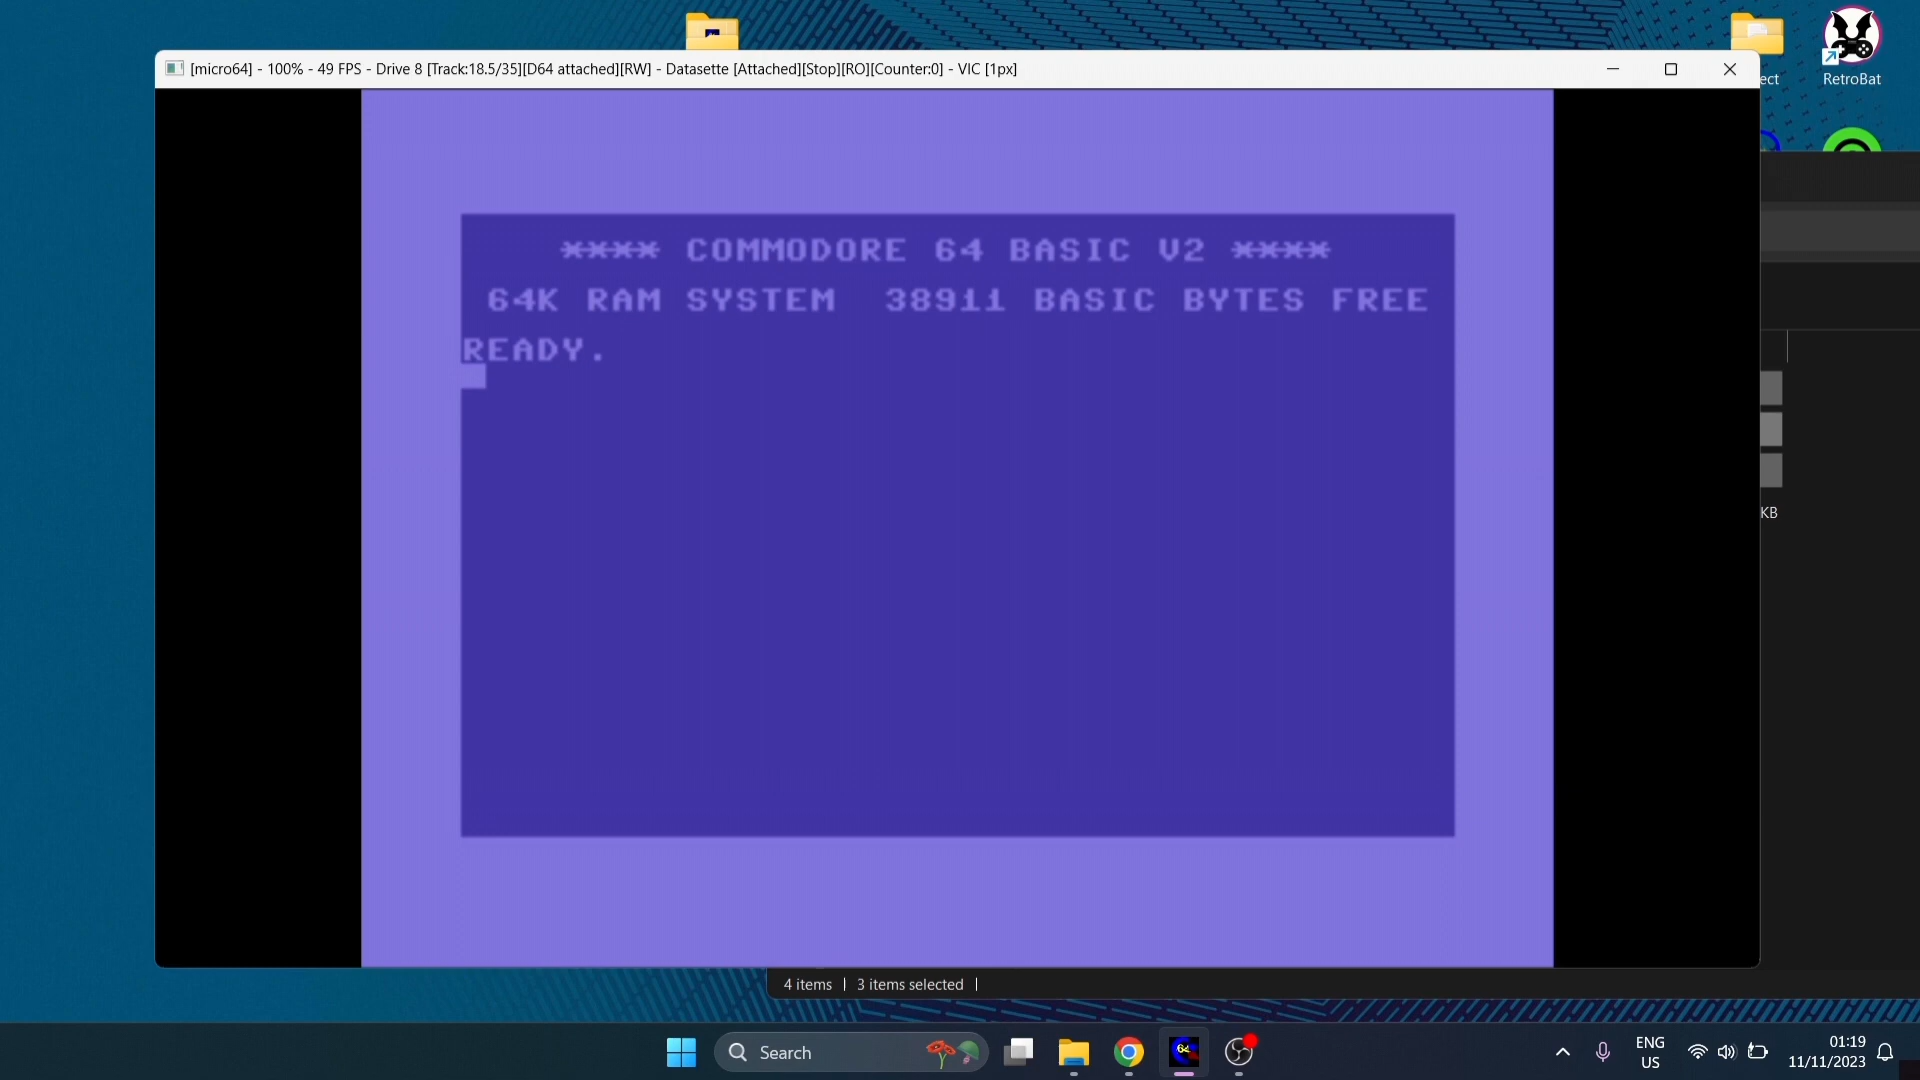 [micro64] - 100% - 49 FPS - Drive 8 [Track:18.5/35][D64 attached][RW] - Datasette [Attached][Stop][RO][Counter:0] - VIC [1px]
ect
RetroBat
**** COMMODORE 64 BASIC V2 ****
64K RAM SYSTEM 38911 BASIC BYTES FREE
READY.
KB
4 items
3 items selected
Search
64
ENG
US
01:19
11/11/2023